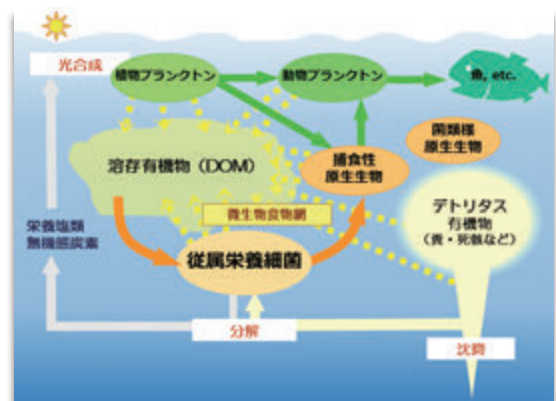 光合成
植物プランクトン
動物プランクトン
魚, etc.
菌類様
原生生物
捕食性
原生生物
溶存有機物（DOM）
デトリタス
有機物
（糞・死骸など）
微生物食物網
栄養塩類
無機態炭素
従属栄養細菌
分解
沈降